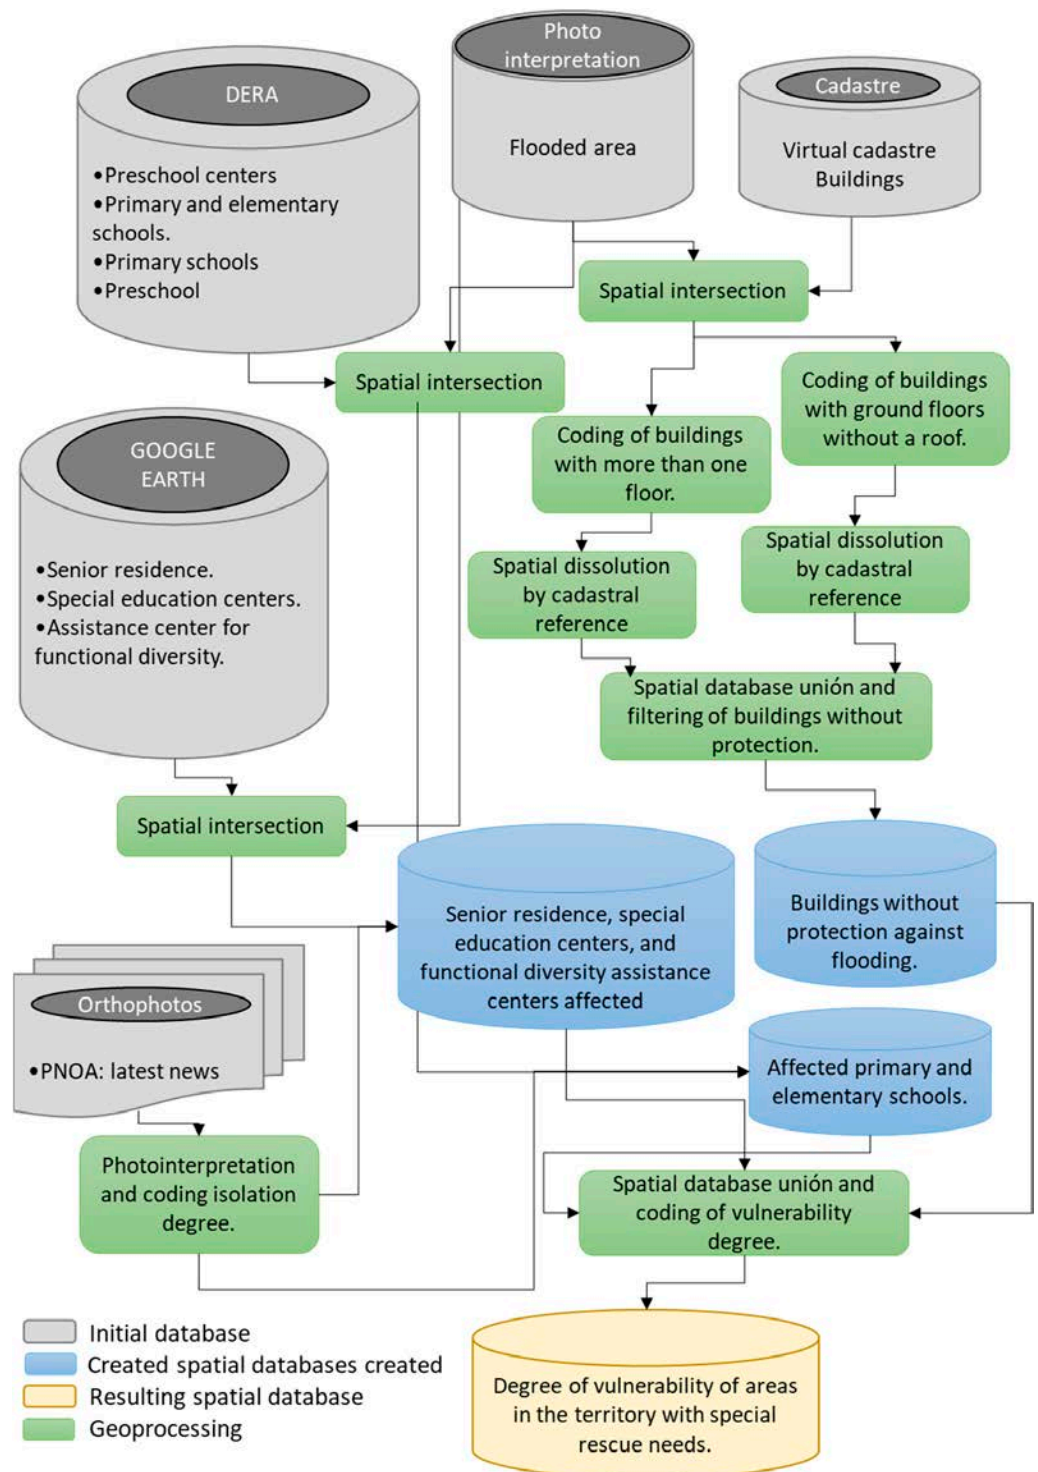 DERA
•Preschool centers
•Primary and elementary
schools.
•Primary schools
•Preschool
Photo
interpretation
Flooded area
Cadastre
Virtual cadastre
Buildings
Spatial intersection
Spatial intersection
Coding of buildings
with ground floors
without a roof.
Coding of buildings
with more than one
floor.
GOOGLE
EARTH
•Senior residence.
•Special education centers.
•Assistance center for
functional diversity.
Spatial dissolution
by cadastral
reference
Spatial dissolution
by cadastral
reference
Spatial database unión and
filtering of buildings without
protection.
Spatial intersection
Senior residence, special
education centers, and
functional diversity assistance
centers affected
Buildings without
protection against
flooding.
Orthophotos
•PNOA: latest news
Affected primary and
elementary schools.
Photointerpretation
and coding isolation
degree.
Spatial database unión and
coding of vulnerability
degree.
Initial database
Created spatial databases created
Resulting spatial database
Geoprocessing
Degree of vulnerability of areas
in the territory with special
rescue needs.